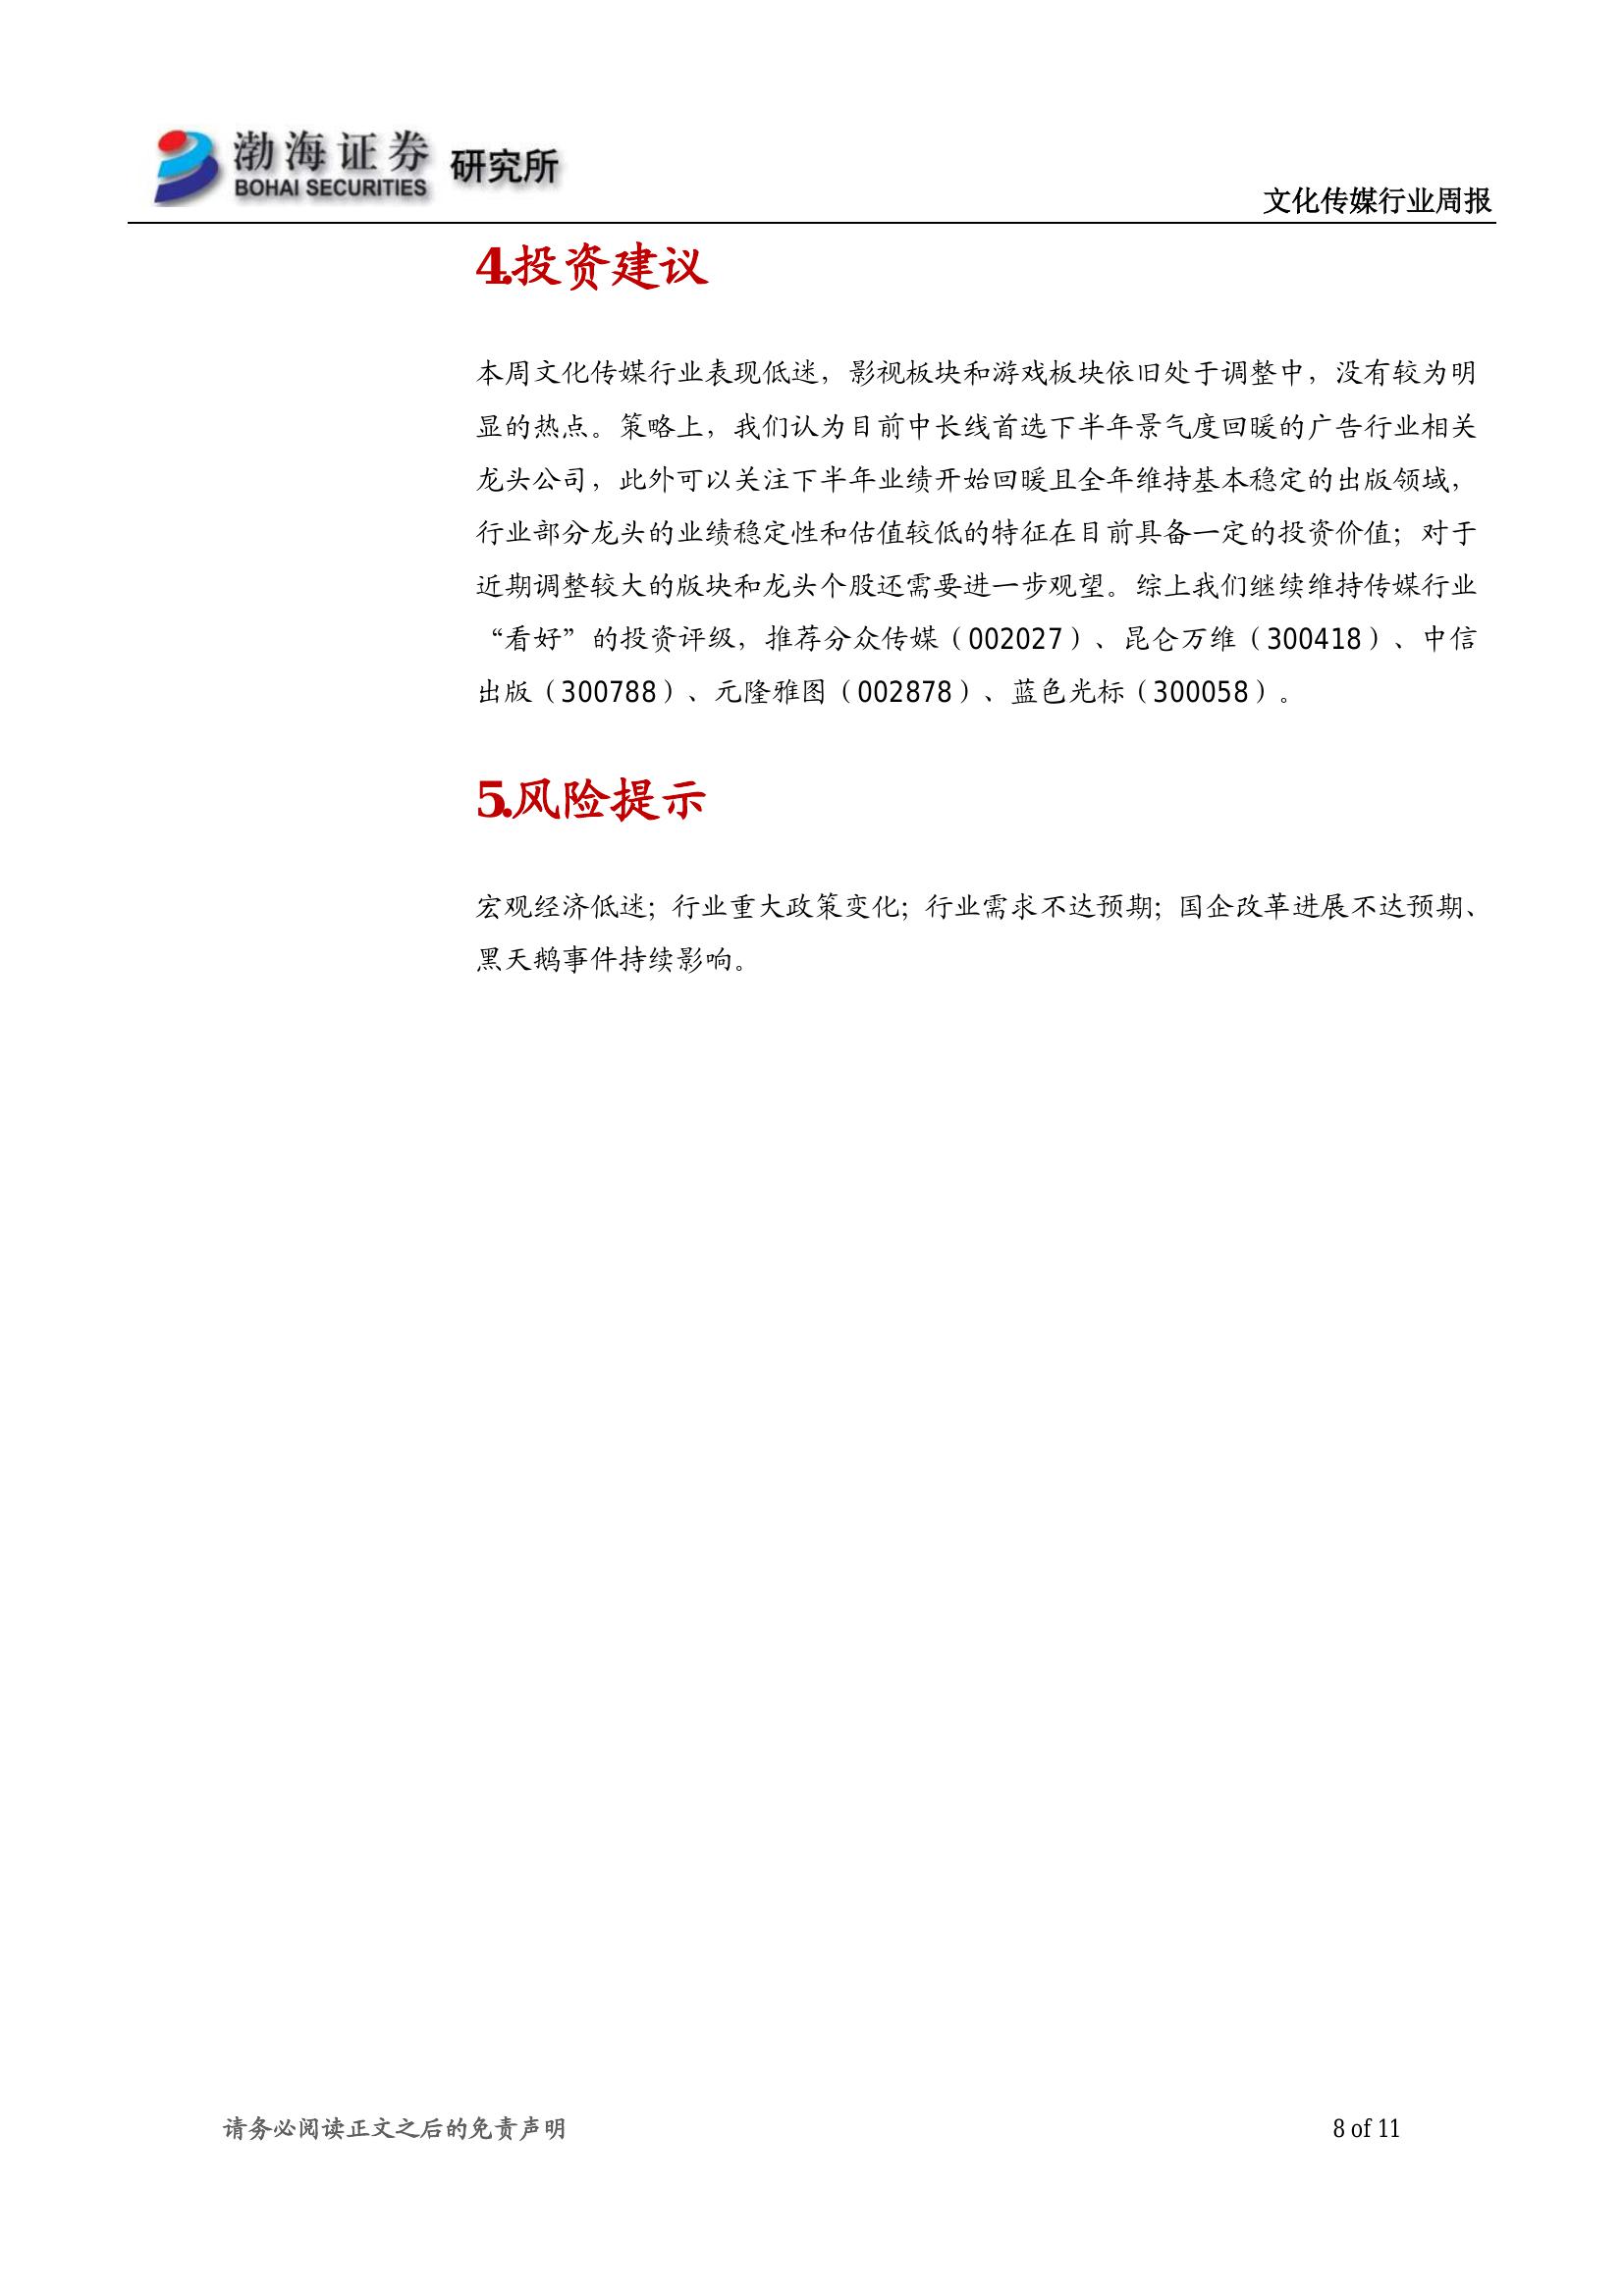 渤海证券 研究所
BOHAI SECURITIES
文化传媒行业周报
4.投资建议
本周文化传媒行业表现低迷，影视板块和游戏板块依旧处于调整中，没有较为明
显的热点。策略上，我们认为目前中长线首选下半年景气度回暖的广告行业相关
龙头公司，此外可以关注下半年业绩开始回暖且全年维持基本稳定的出版领域，
行业部分龙头的业绩稳定性和估值较低的特征在目前具备一定的投资价值；对于
近期调整较大的版块和龙头个股还需要进一步观望。综上我们继续维持传媒行业
“看好”的投资评级，推荐分众传媒（002027）、昆仑万维（300418）、中信
出版（300788）、元隆雅图（002878）、蓝色光标（300058）。
5.风险提示
宏观经济低迷；行业重大政策变化；行业需求不达预期；国企改革进展不达预期、
黑天鹅事件持续影响。
请务必阅读正文之后的免责声明
8 of 11